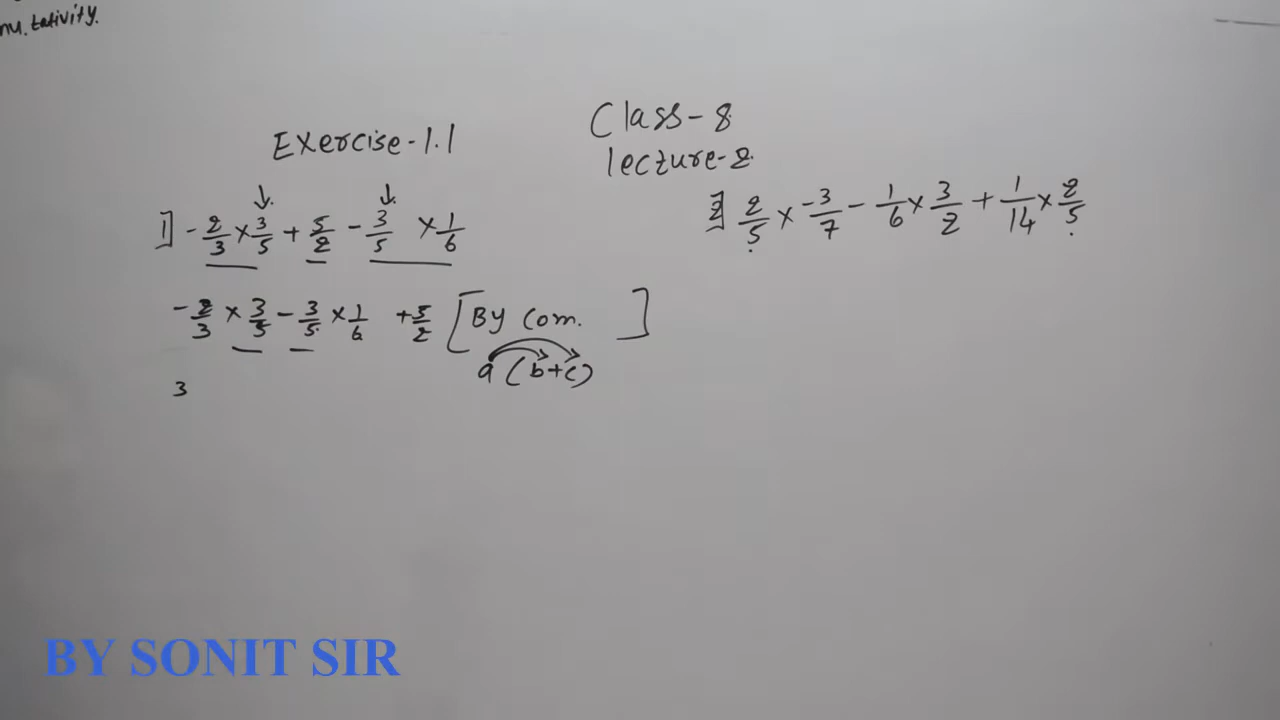 nu.tativity.
Class-8
Exercise-1.1
lecture-2
1] -2/3 × 3/5 + 5/2 - 3/5 × 1/6
2] 2/5 × -3/7 - 1/6 × 3/2 + 1/14 × 2/5
-2/3 × 3/5 - 3/5 × 1/6 + 5/2 [By Com. ]
a (b+c)
3
BY SONIT SIR